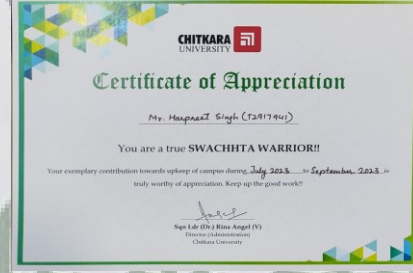 CHITKARA
UNIVERSITY
Certificate of Appreciation
Mr. Harpreet Singh (T2917941)
You are a true SWACHHTA WARRIOR!!
Your exemplary contribution towards upkeep of campus during July 2023 to September 2023 is
truly worthy of appreciation. Keep up the good work!!
Sqn Ldr (Dr.) Rina Angel (V)
Director (Administration)
Chitkara University